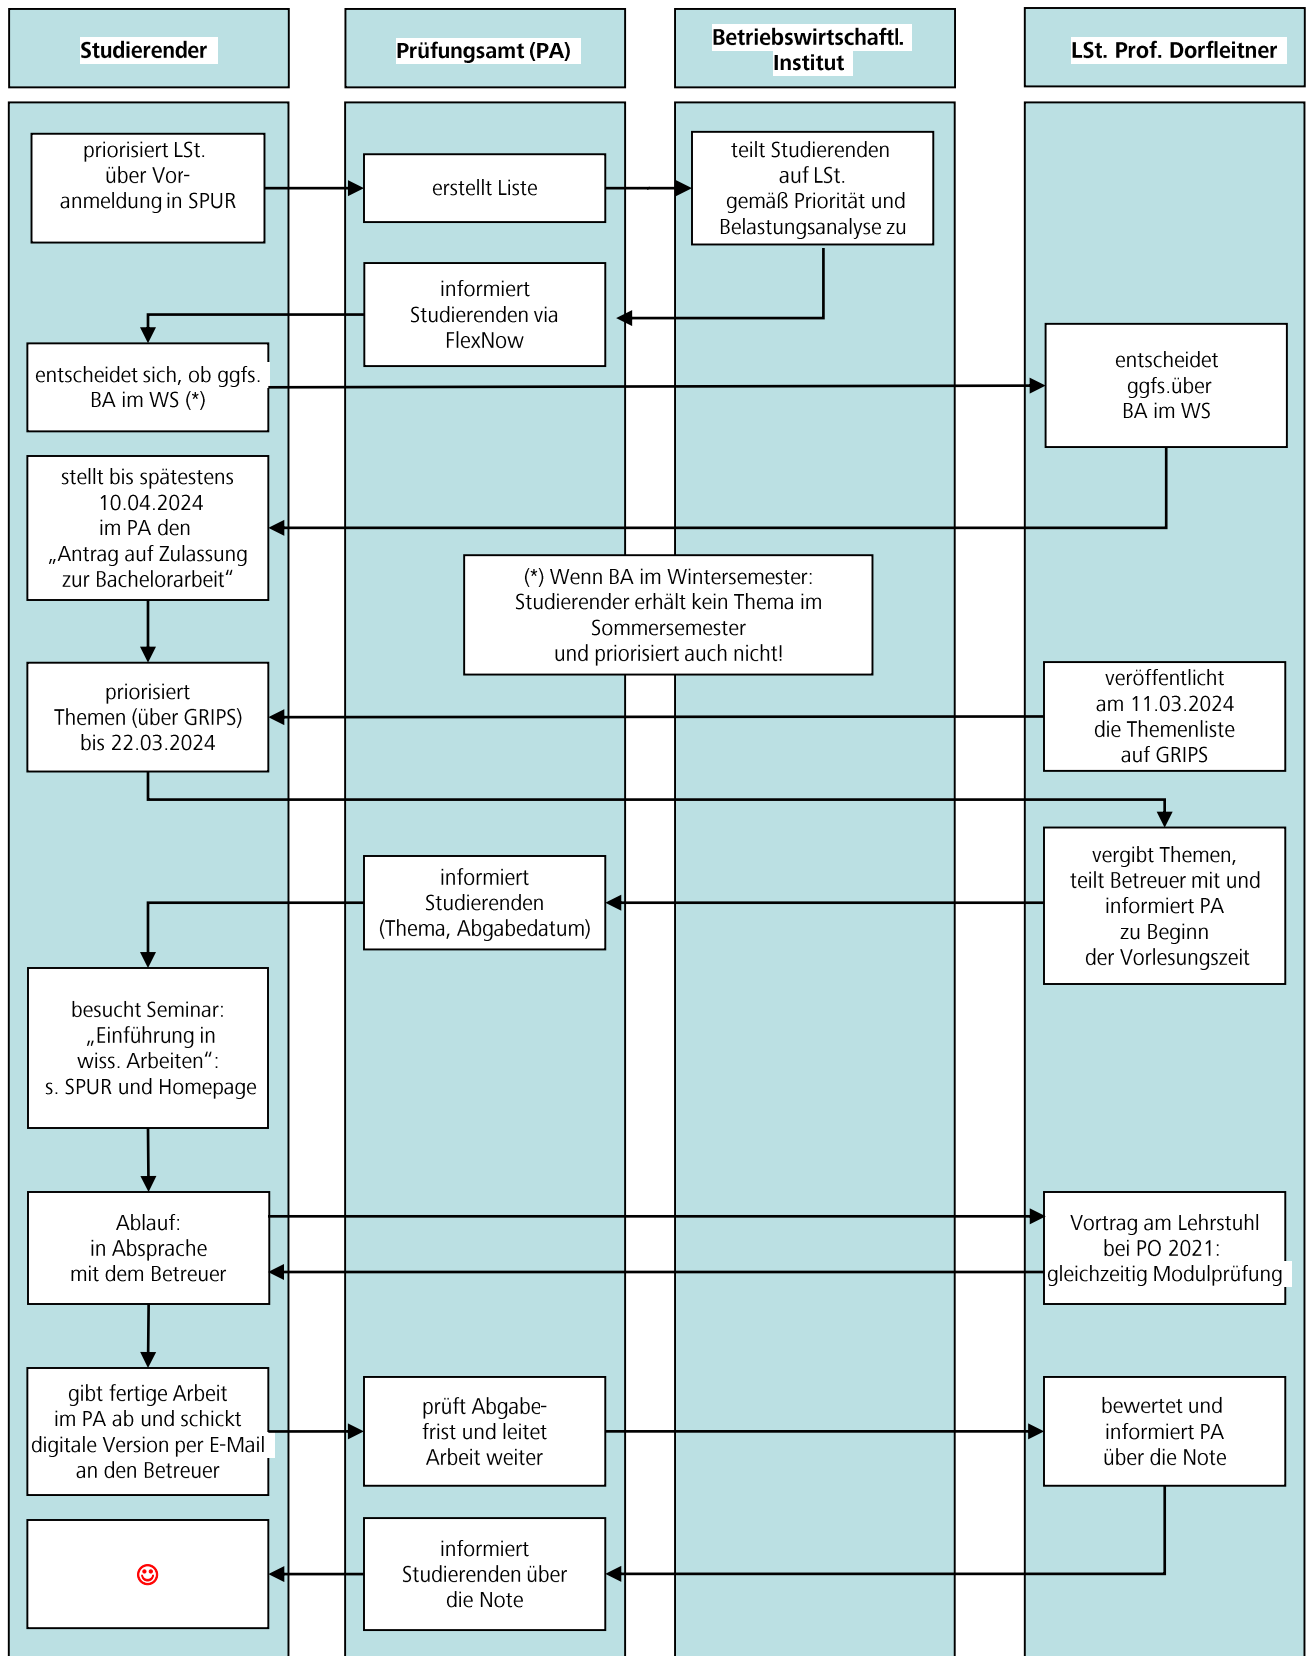 Studierender
Prüfungsamt (PA)
Betriebswirtschaftl.
Institut
LSt. Prof. Dorfleitner
priorisiert LSt.
über Vor-
anmeldung in SPUR
erstellt Liste
teilt Studierenden
auf LSt.
gemäß Priorität und
Belastungsanalyse zu
informiert
Studierenden via
FlexNow
entscheidet sich, ob ggfs.
BA im WS (*)
entscheidet
ggfs.über
BA im WS
stellt bis spätestens
10.04.2024
im PA den
„Antrag auf Zulassung
zur Bachelorarbeit“
(*) Wenn BA im Wintersemester:
Studierender erhält kein Thema im
Sommersemester
und priorisiert auch nicht!
priorisiert
Themen (über GRIPS)
bis 22.03.2024
veröffentlicht
am 11.03.2024
die Themenliste
auf GRIPS
vergibt Themen,
teilt Betreuer mit und
informiert PA
zu Beginn
der Vorlesungszeit
informiert
Studierenden
(Thema, Abgabedatum)
besucht Seminar:
„Einführung in
wiss. Arbeiten“:
s. SPUR und Homepage
Ablauf:
in Absprache
mit dem Betreuer
Vortrag am Lehrstuhl
bei PO 2021:
gleichzeitig Modulprüfung
gibt fertige Arbeit
im PA ab und schickt
digitale Version per E-Mail
an den Betreuer
prüft Abgabe-
frist und leitet
Arbeit weiter
bewertet und
informiert PA
über die Note
informiert
Studierenden über
die Note